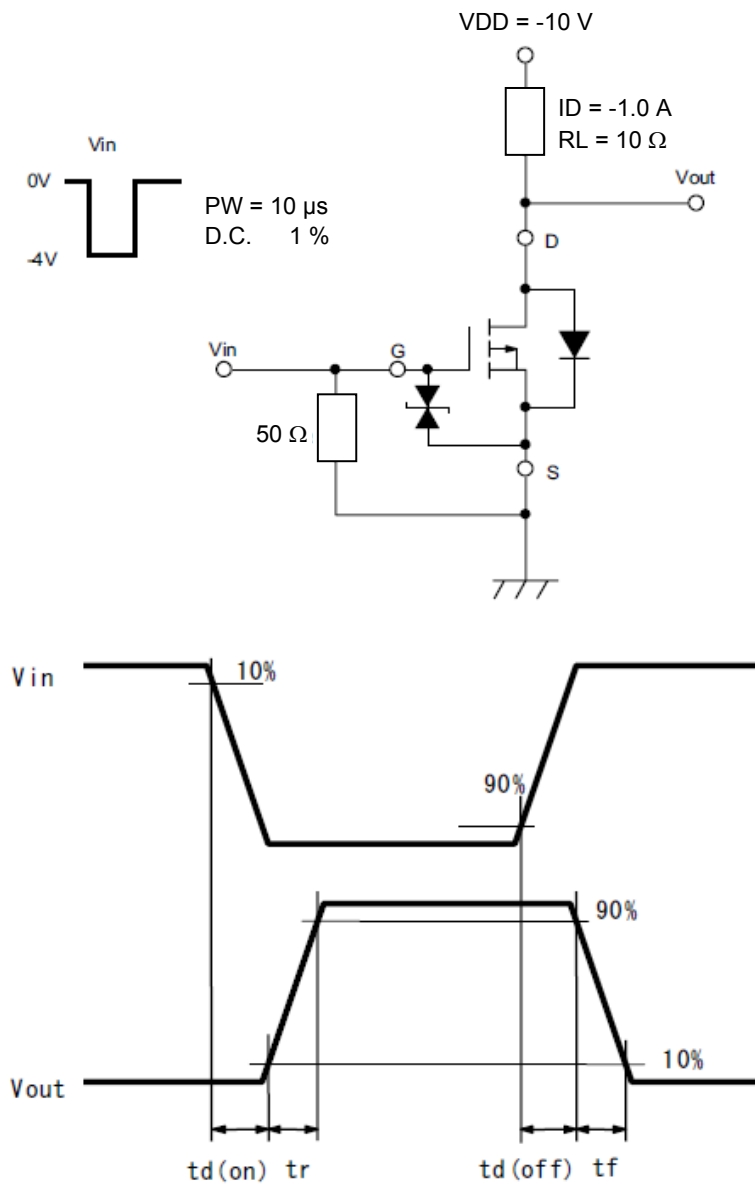 VDD = -10 V
ID = -1.0 A
RL = 10 Ω
Vin
0V
-4V
PW = 10 μs
D.C. 1 %
Vout
D
Vin
G
50 Ω
S
Vin
10%
90%
90%
10%
Vout
td(on) tr
td(off) tf